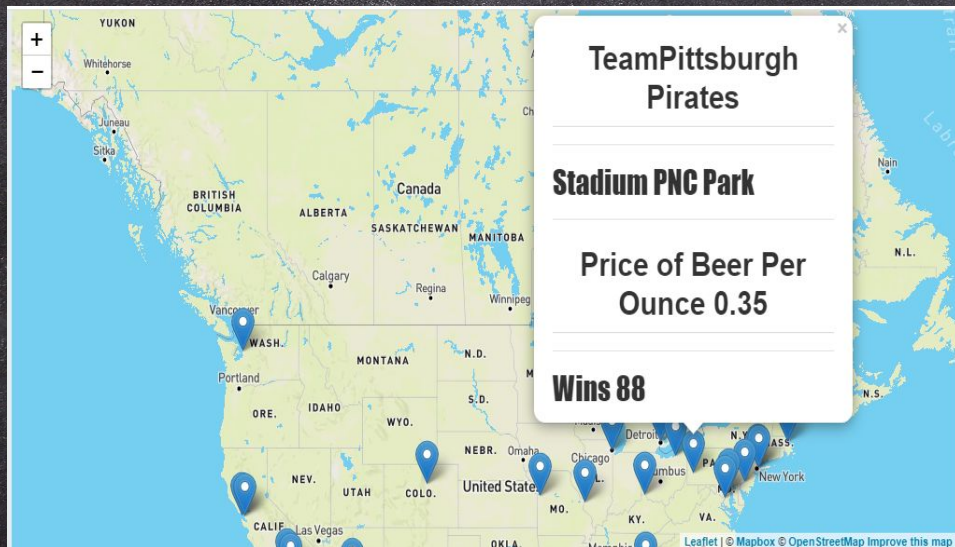 +
−
YUKON
Whitehorse
Juneau
Sitka
BRITISH
COLUMBIA
ALBERTA
Canada
SASKATCHEWAN
MANITOBA
Calgary
Regina
Winnipeg
Vancouver
WASH.
Portland
MONTANA
N.D.
ORE.
IDAHO
WYO.
S.D.
NEV.
UTAH
COLO.
NEBR.
Omaha
United State
Chicago
Detroit
MO.
KY.
VA.
New York
N.Y.
CALIF.
Las Vegas
OKLA.
Nain
N.L.
N.S.
×
TeamPittsburgh
Pirates
Stadium PNC Park
Price of Beer Per
Ounce 0.35
Wins 88
Leaflet | © Mapbox © OpenStreetMap Improve this map